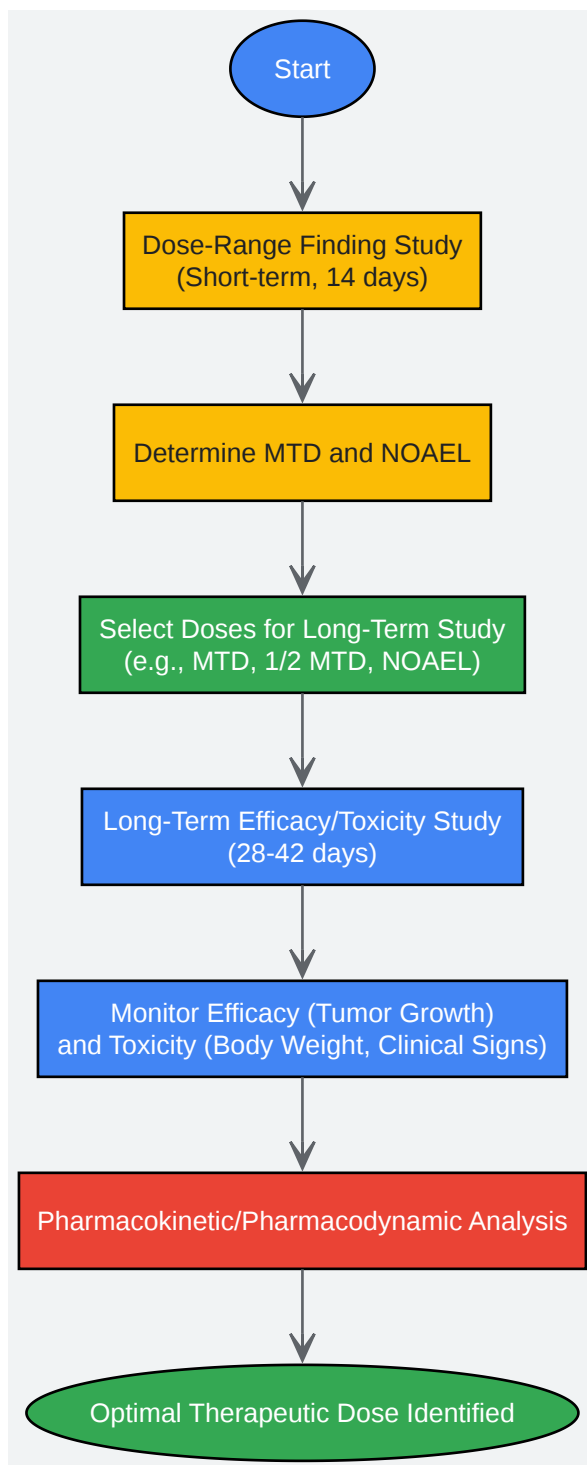 Start
Dose-Range Finding Study
(Short-term, 14 days)
Determine MTD and NOAEL
Select Doses for Long-Term Study
(e.g., MTD, 1/2 MTD, NOAEL)
Long-Term Efficacy/Toxicity Study
(28-42 days)
Monitor Efficacy (Tumor Growth)
and Toxicity (Body Weight, Clinical Signs)
Pharmacokinetic/Pharmacodynamic Analysis
Optimal Therapeutic Dose Identified